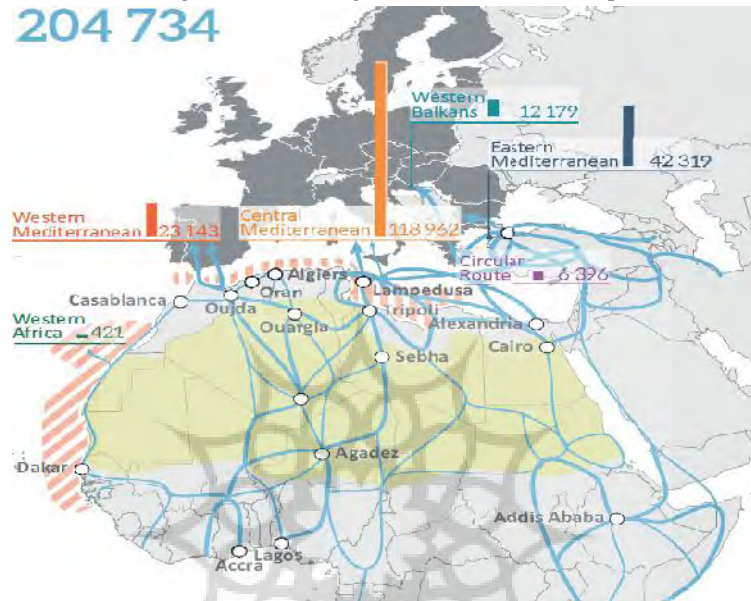 204 734
Western
Balkans 12 179
Eastern
Mediterranean 42 319
Western
Mediterranean 23 143
Central
Mediterranean 118 962
Circular
Route 6 396
Algiers
Oran
Lampedusa
Casablanca
Oujda
Tripoli
Ouargla
Alexandria
Western
Africa 421
Sebha
Cairo
Agadez
Dakar
Addis Ababa
Lagos
Accra